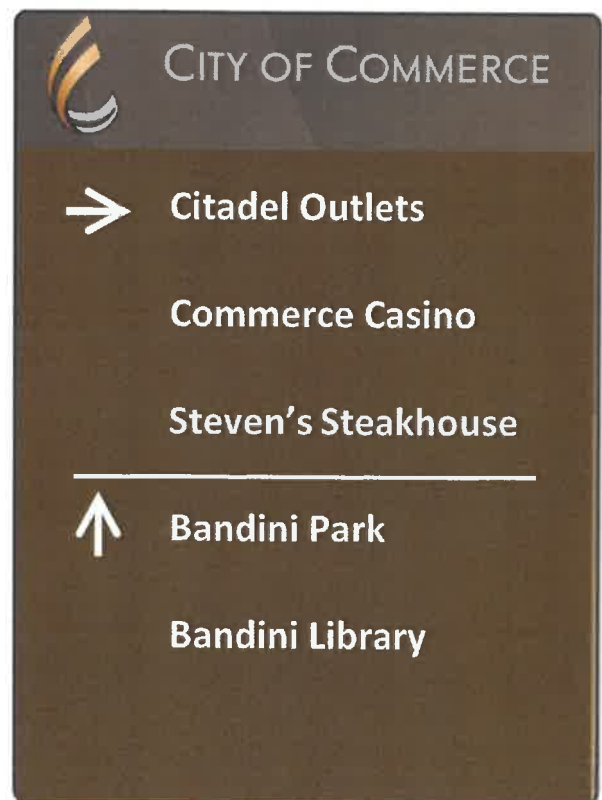 CITY OF COMMERCE
→ Citadel Outlets
Commerce Casino
Steven's Steakhouse
↑ Bandini Park
Bandini Library